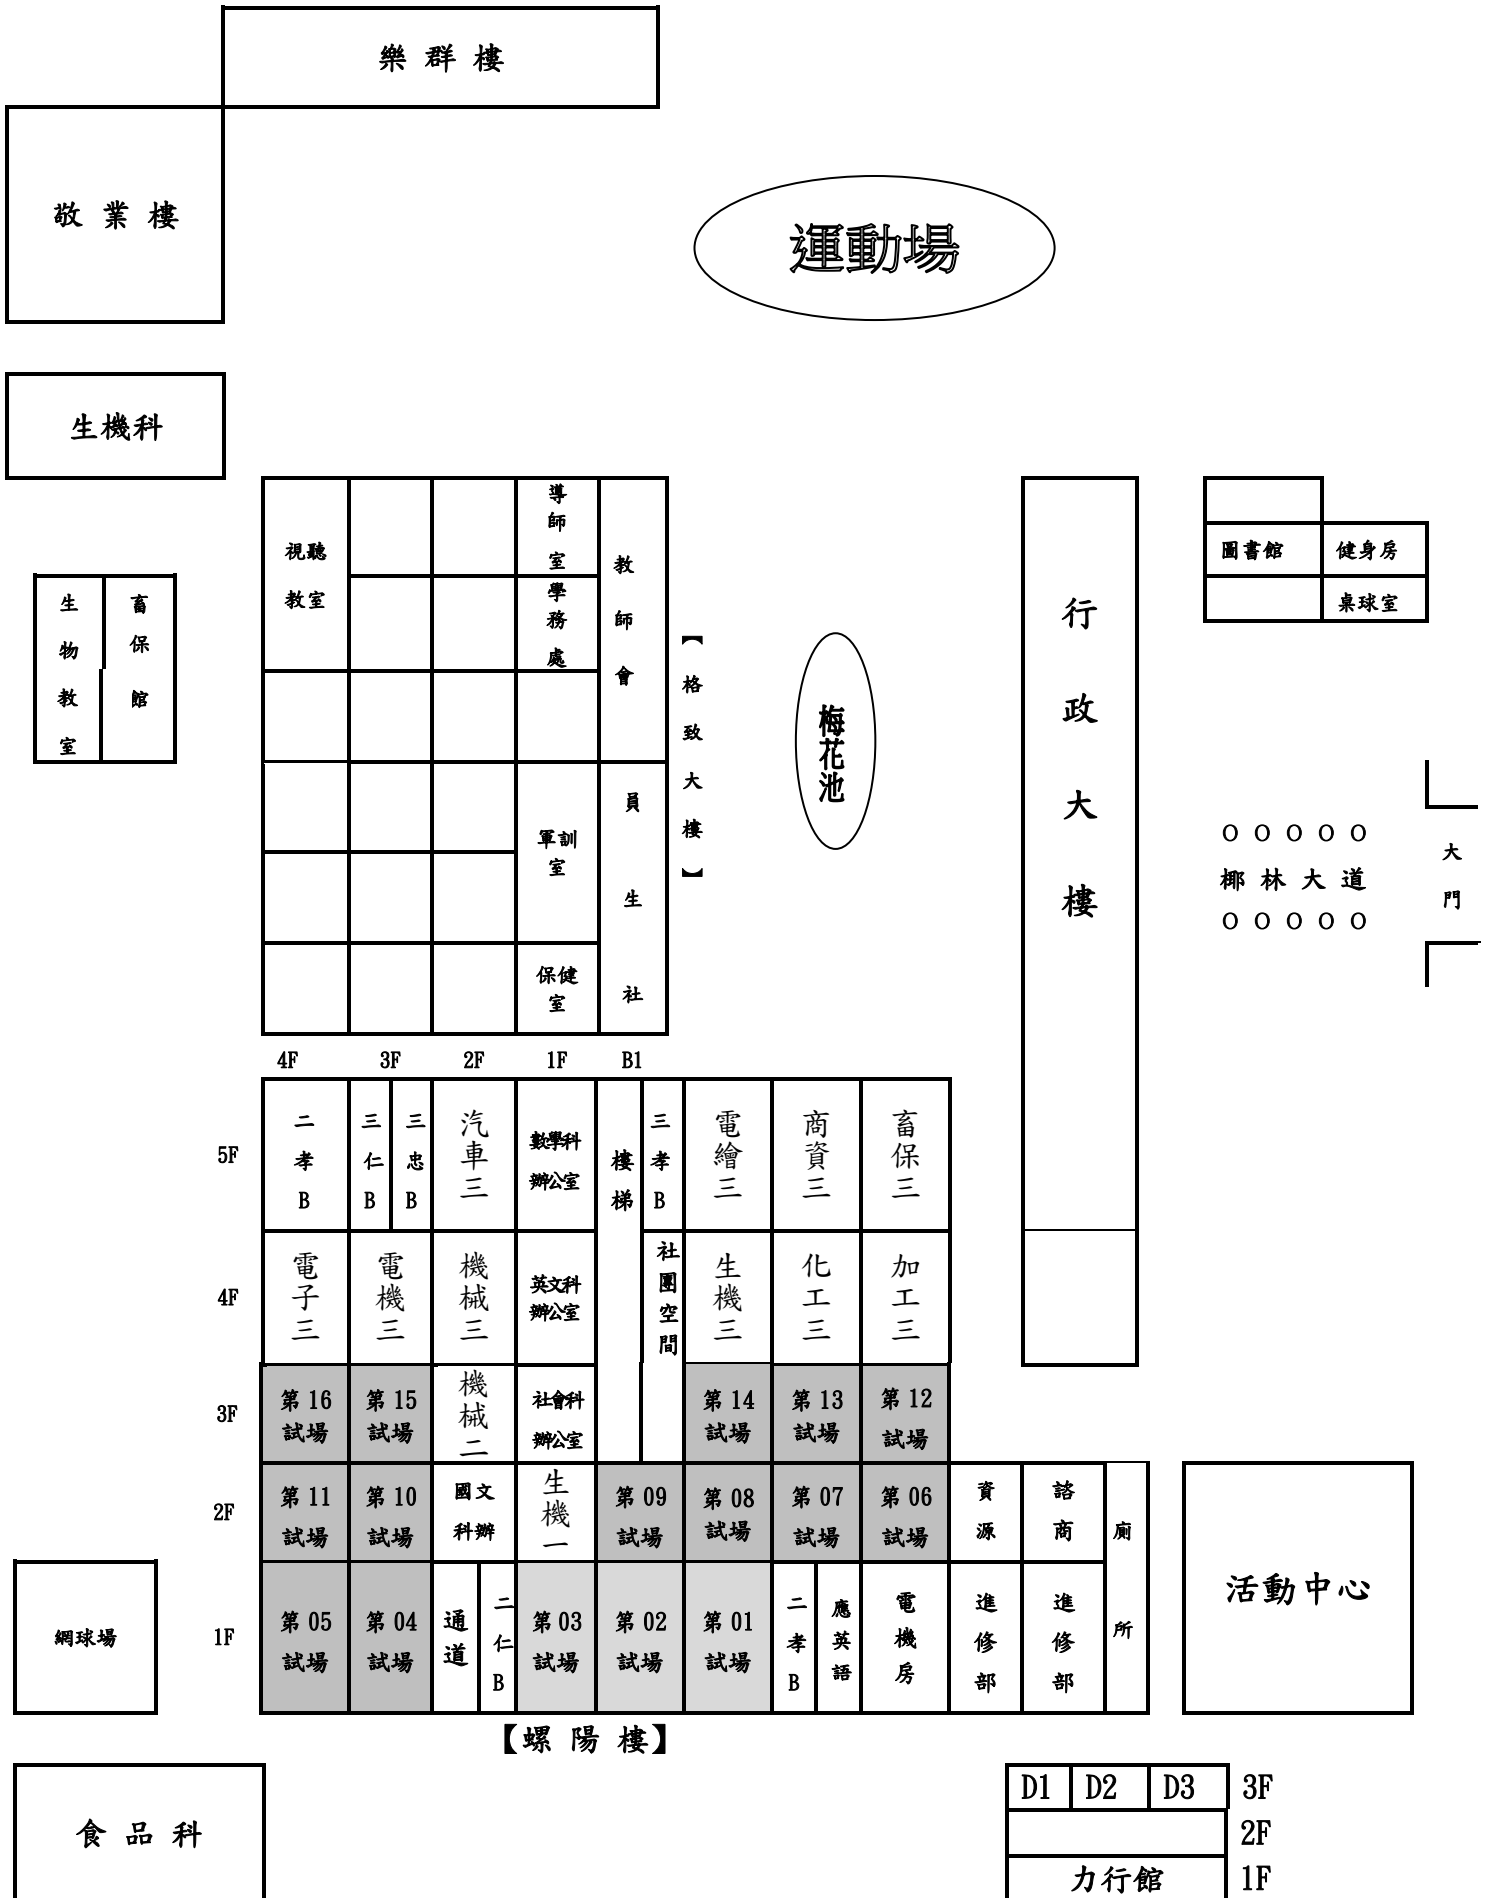 樂 群 樓
敬 業 樓
運動場
生機科
視聽
教室
導師室
學務處
教師會
軍訓
室
保健
室
員生社
【格致大樓】
梅花池
行政大樓
生物教室
畜保館
圖書館
健身房
桌球室
O O O O O
椰 林 大 道
O O O O O
大門
4F 3F 2F 1F B1
5F
二孝B
三仁B
三忠B
汽車三
數學科
辦公室
樓梯
三孝B
電繪三
商資三
畜保三
4F
電子三
電機三
機械三
英文科
辦公室
社團空間
生機三
化工三
加工三
3F
第 16
試場
第 15
試場
機械二
社會科
辦公室
第 14
試場
第 13
試場
第 12
試場
2F
第 11
試場
第 10
試場
國文
科辦
生機一
第 09
試場
第 08
試場
第 07
試場
第 06
試場
資源
諮商
廁所
1F
第 05
試場
第 04
試場
通道
二仁B
第 03
試場
第 02
試場
第 01
試場
二孝B
應英語
電機房
進修部
進修部
網球場
活動中心
【螺 陽 樓】
食 品 科
D1 D2 D3 3F
2F
力行館 1F